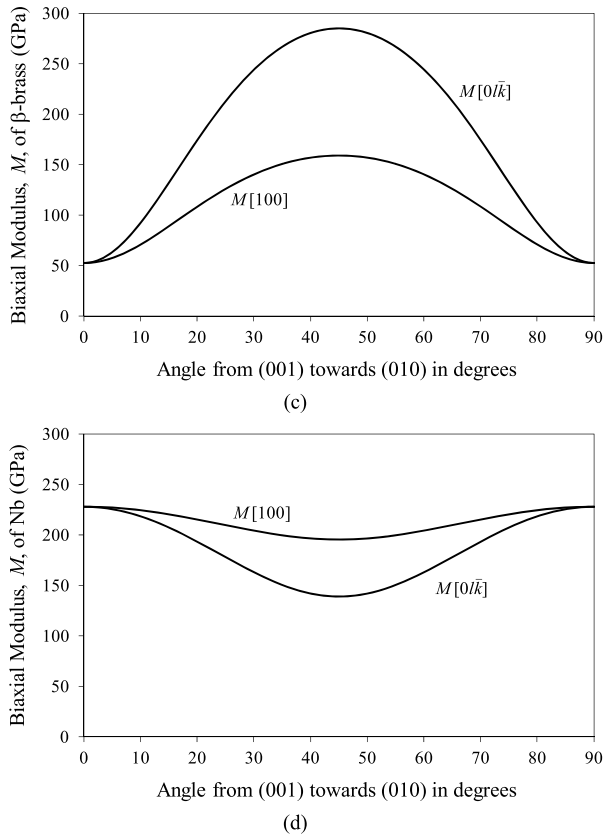 Biaxial Modulus, M, of β-brass (GPa)
300
250
200
150
100
50
0
M[0lk̄]
M[100]
0 10 20 30 40 50 60 70 80 90
Angle from (001) towards (010) in degrees
(c)
Biaxial Modulus, M, of Nb (GPa)
300
250
200
150
100
50
0
M[100]
M[0lk̄]
0 10 20 30 40 50 60 70 80 90
Angle from (001) towards (010) in degrees
(d)